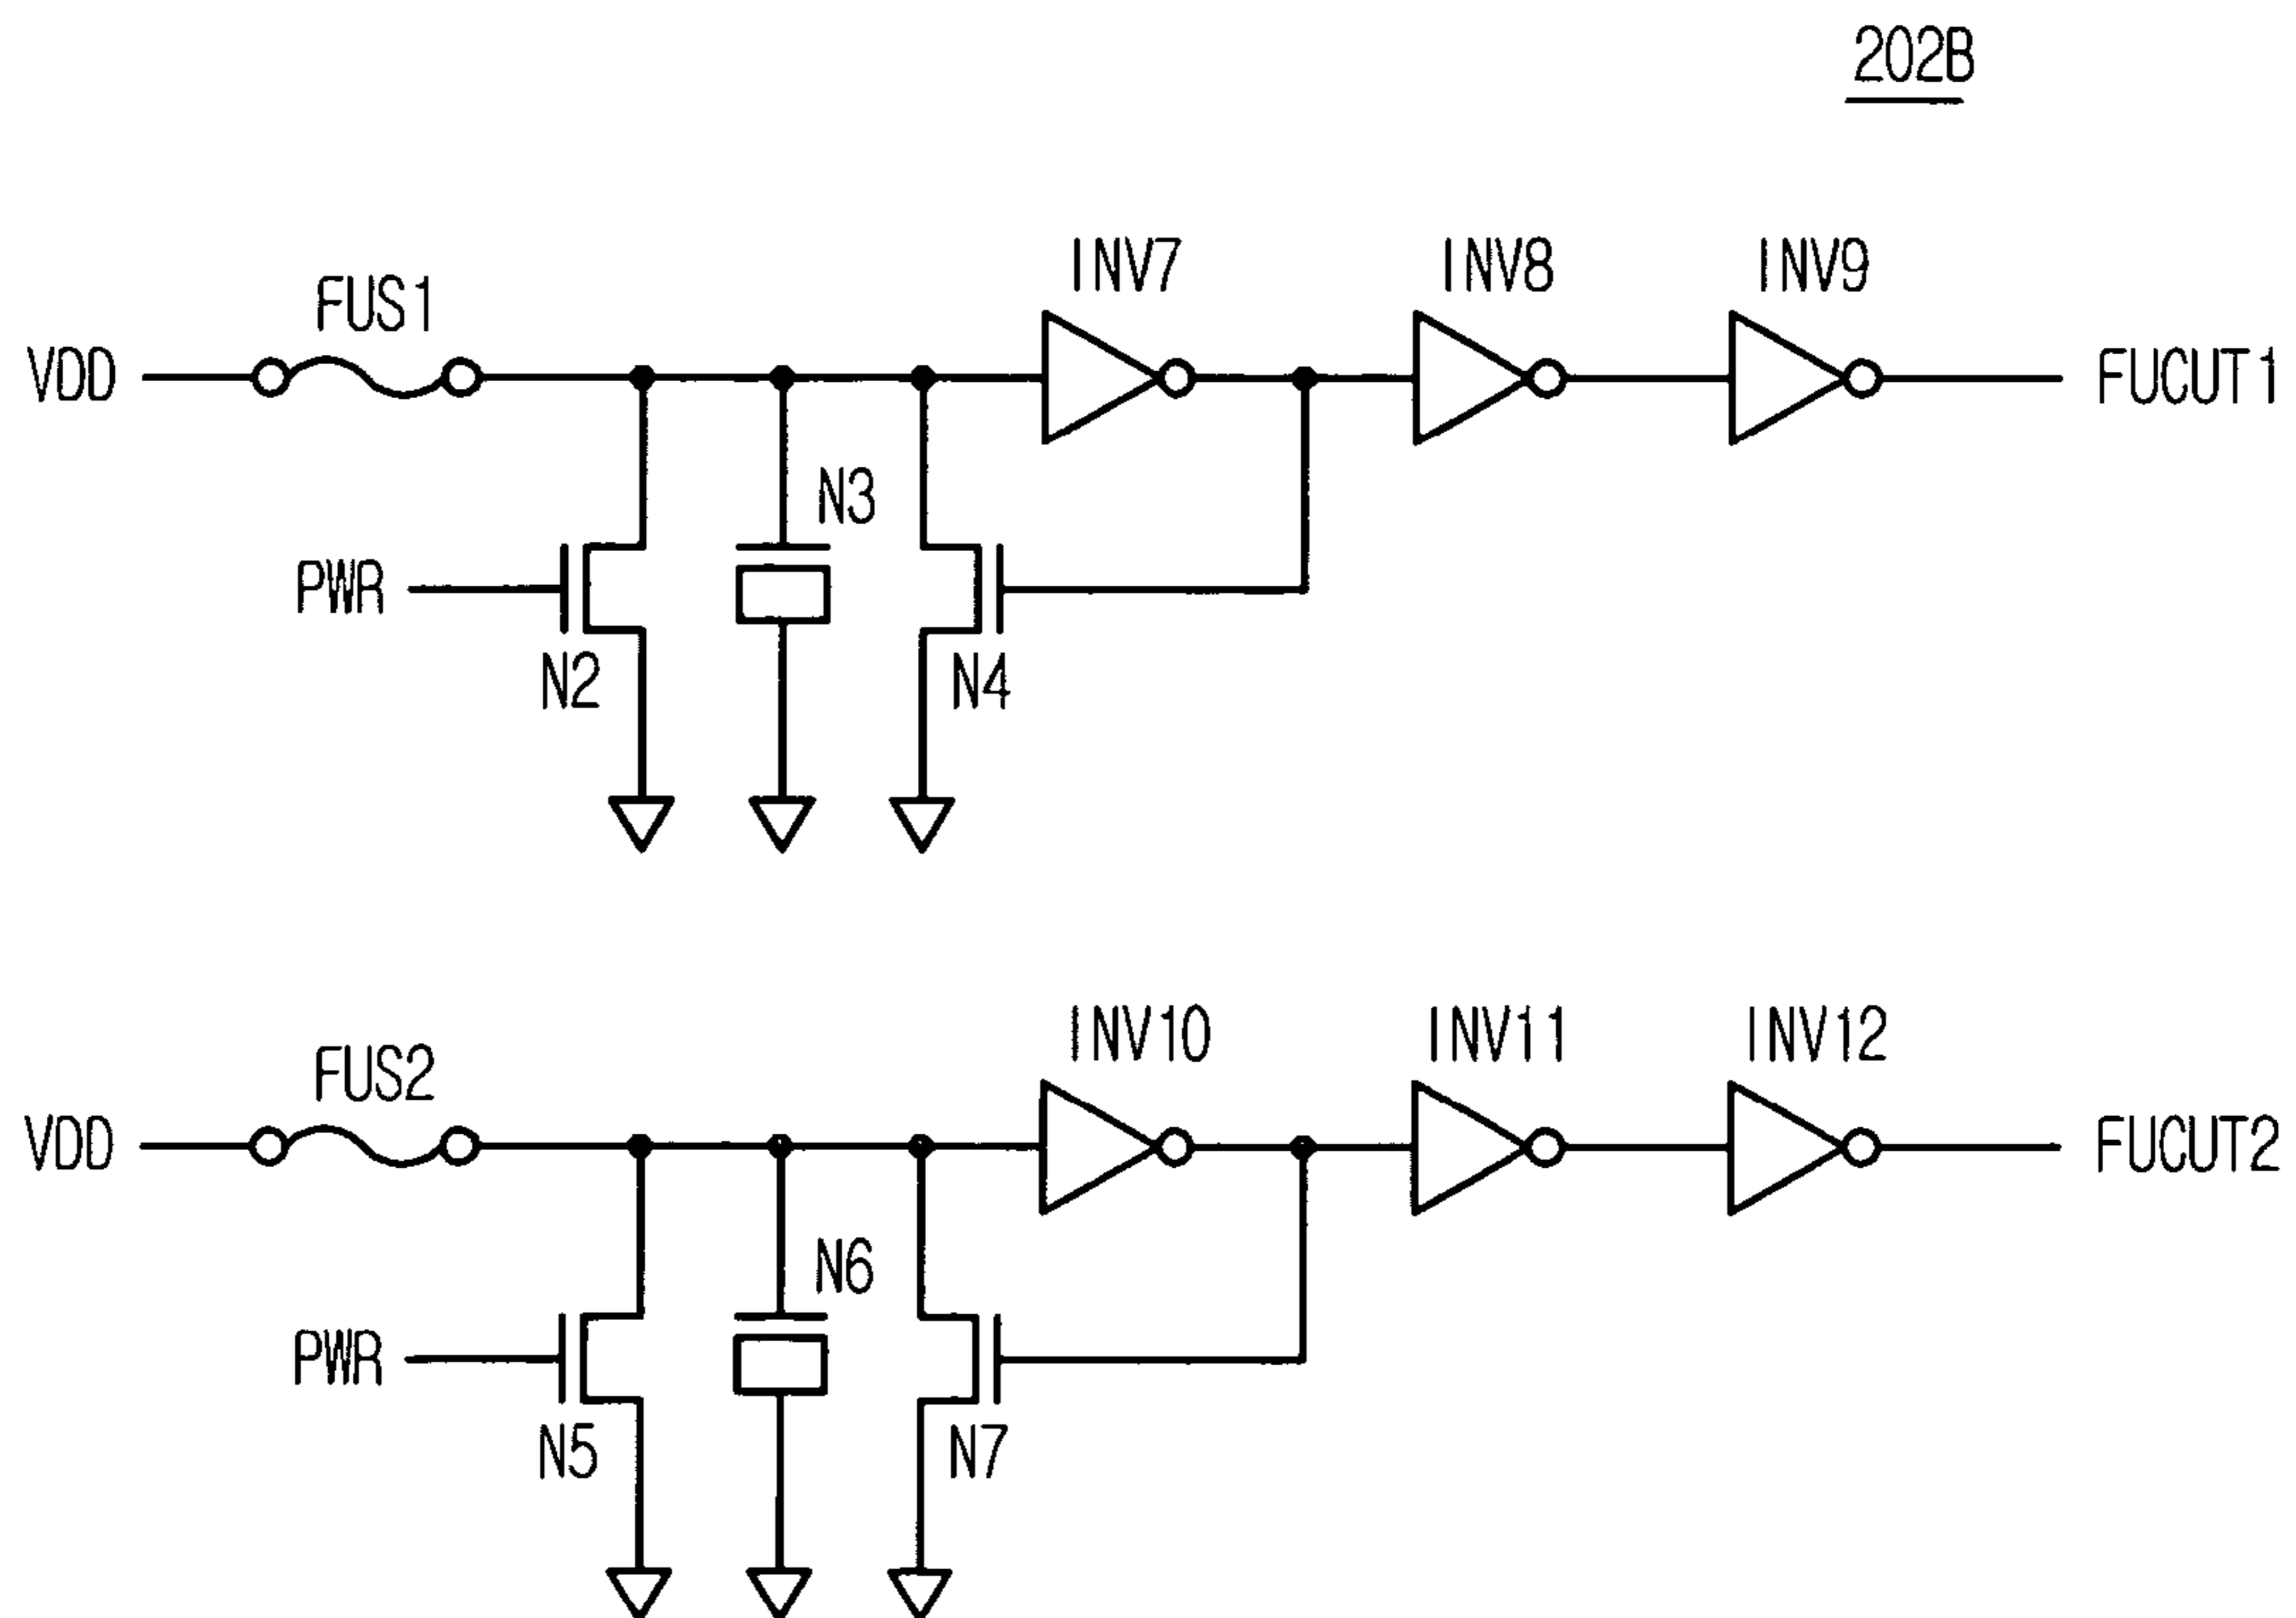 202B
INV7 INV8 INV9
FUS1
VDD FUCUT1
N3
PWR
N2 N4
INV10 INV11 INV12
FUS2
VDD FUCUT2
N6
PWR
N5 N7